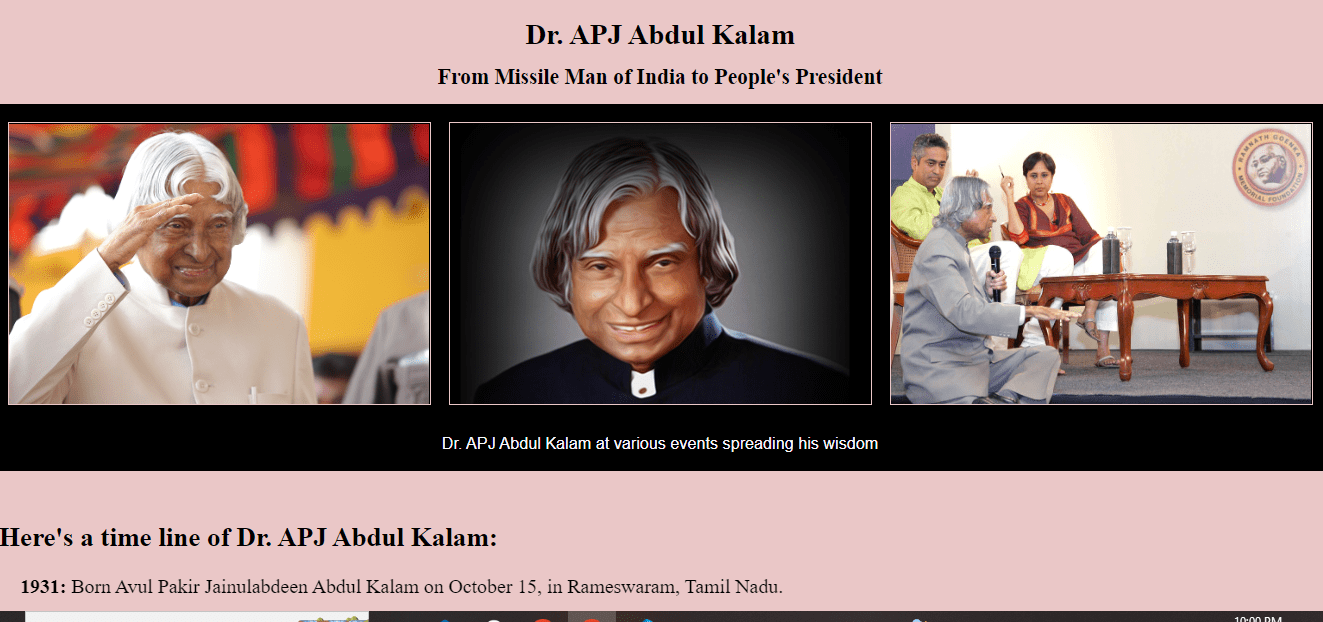 Dr. APJ Abdul Kalam
From Missile Man of India to People's President
RAMNATH GOENKA
MEMORIAL FOUNDATION
Dr. APJ Abdul Kalam at various events spreading his wisdom
Here's a time line of Dr. APJ Abdul Kalam:
1931: Born Avul Pakir Jainulabdeen Abdul Kalam on October 15, in Rameswaram, Tamil Nadu.
10:00 PM